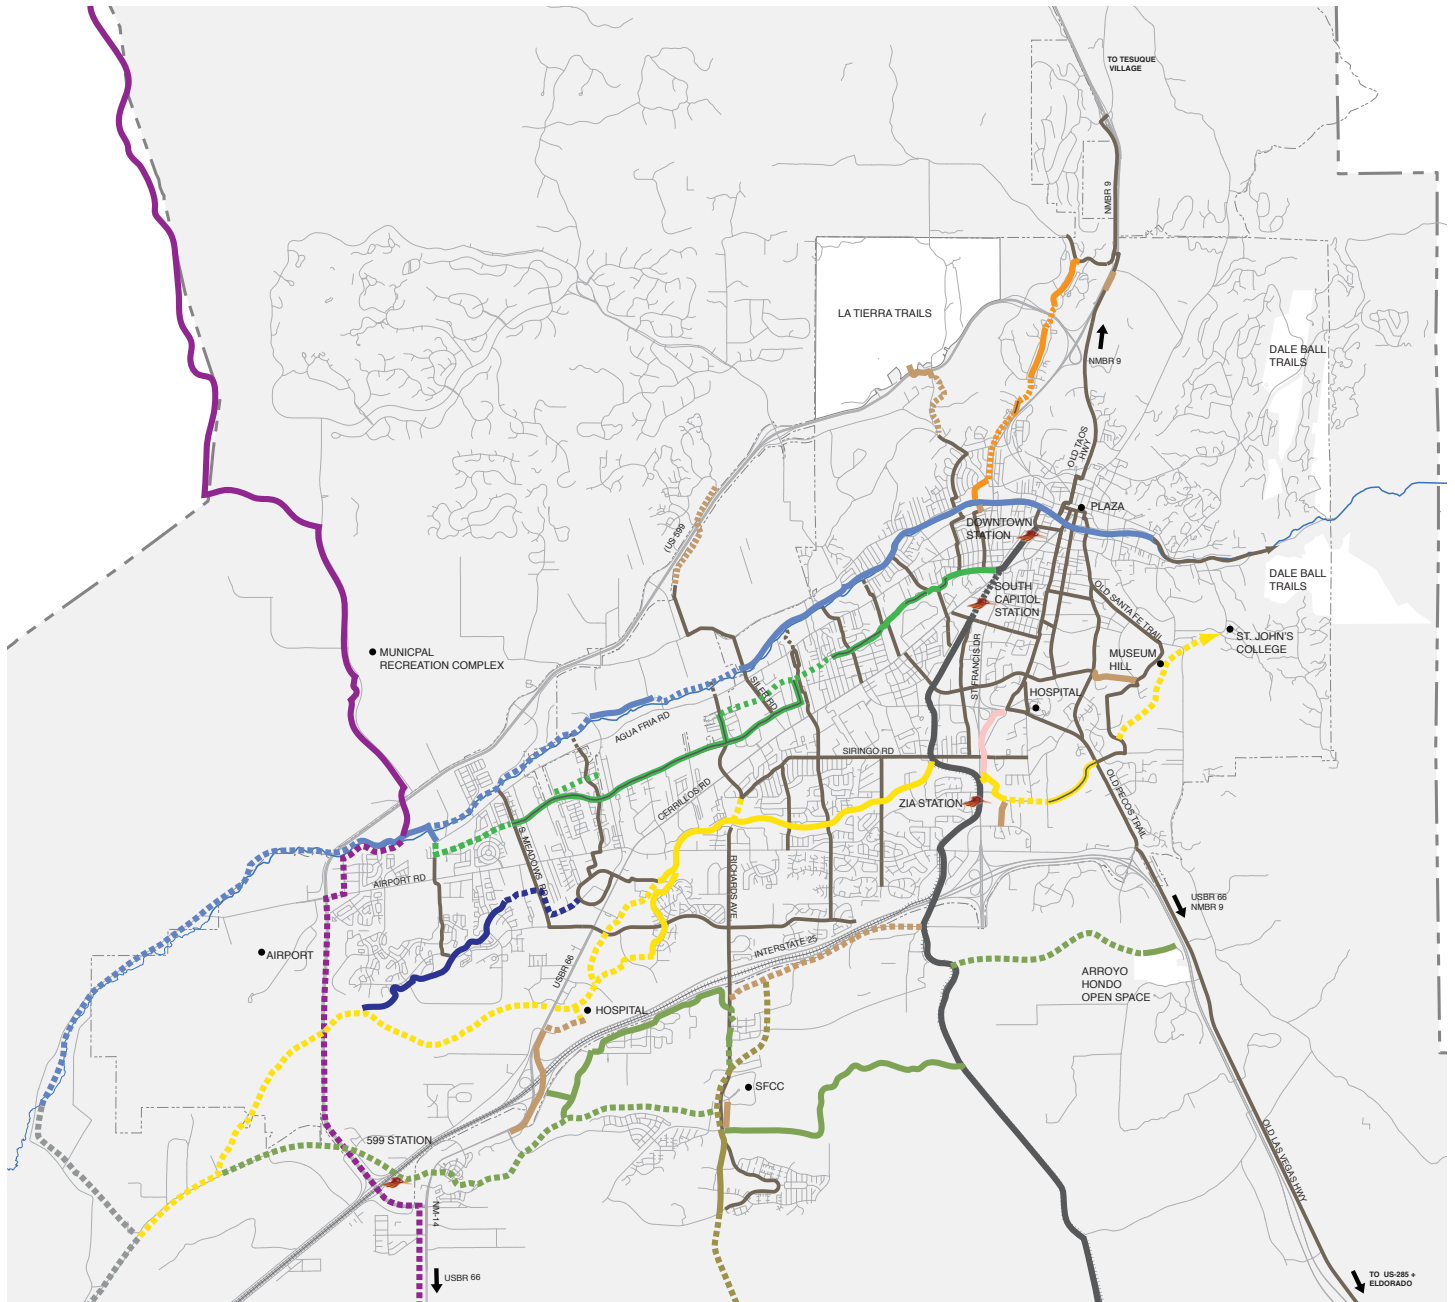 TO TESUQUE
VILLAGE
NMBR 9
LA TIERRA TRAILS
DALE BALL
TRAILS
NMBR 9
OLD TAOS
HWY
PLAZA
DOWNTOWN
STATION
(US 599
DALE BALL
TRAILS
SOUTH
CAPITOL
STATION
OLD SANTA FE TRAIL
ST. JOHN'S
COLLEGE
MUNICPAL
RECREATION COMPLEX
ST. FRANCIS DR
MUSEUM
HILL
SILER RD
HOSPITAL
AGUA FRIA RD
SIRINGO RD
CERRILLOS RD
ZIA STATION
OLD PECOS TRAIL
S. MEADOWS RD
AIRPORT RD
RICHARDS AVE
USBR 66
NMBR 9
INTERSTATE 25
AIRPORT
USBR 66
ARROYO
HONDO
OPEN SPACE
HOSPITAL
SFCC
599 STATION
OLD LAS VEGAS HWY
NM-14
USBR 66
TO US-285 +
ELDORADO